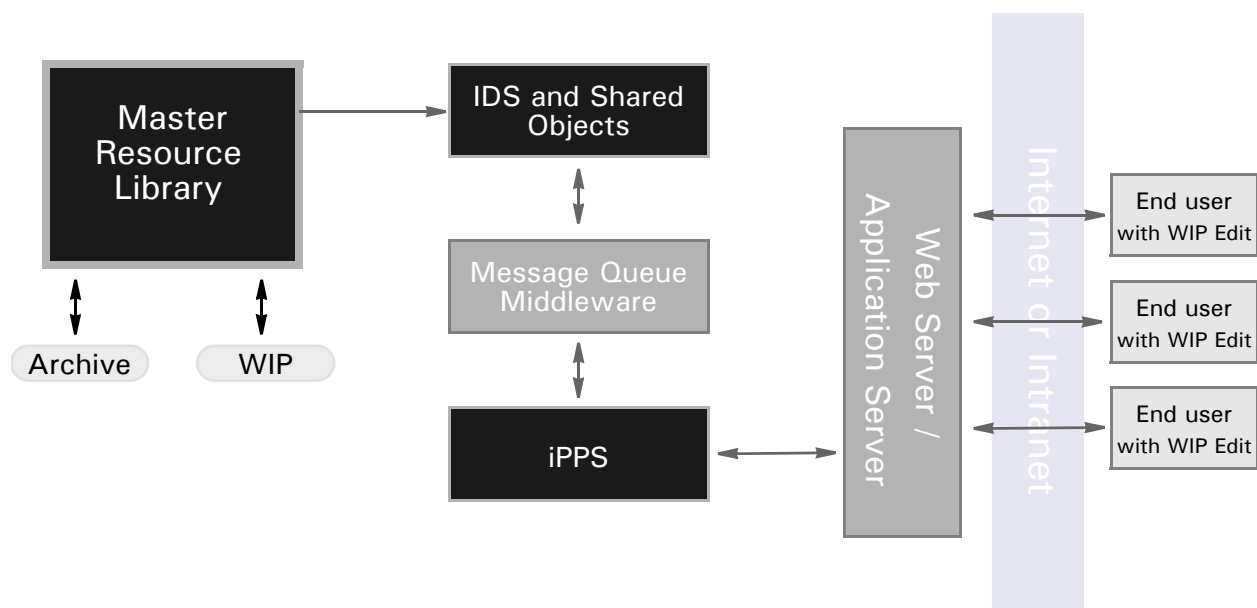 Master
Resource
Library
IDS and Shared
Objects
Message Queue
Middleware
Archive
WIP
iPPS
Web Server /
Application Server
Internet or Intranet
End user
with WIP Edit
End user
with WIP Edit
End user
with WIP Edit